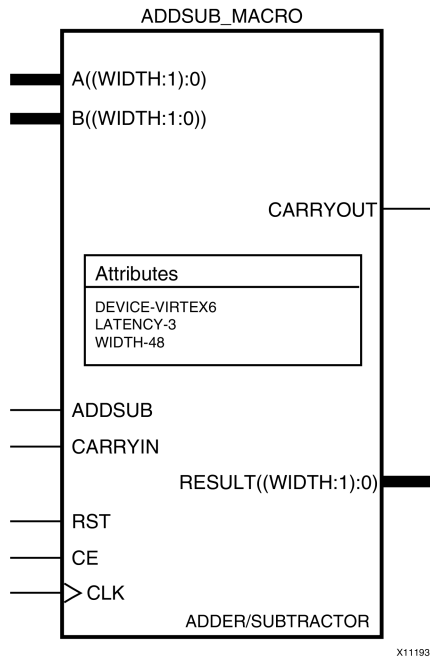 ADDSUB_MACRO
A((WIDTH:1):0)
B((WIDTH:1:0))
CARRYOUT
Attributes
DEVICE-VIRTEX6
LATENCY-3
WIDTH-48
ADDSUB
CARRYIN
RESULT((WIDTH:1):0)
RST
CE
CLK
ADDER/SUBTRACTOR
X11193